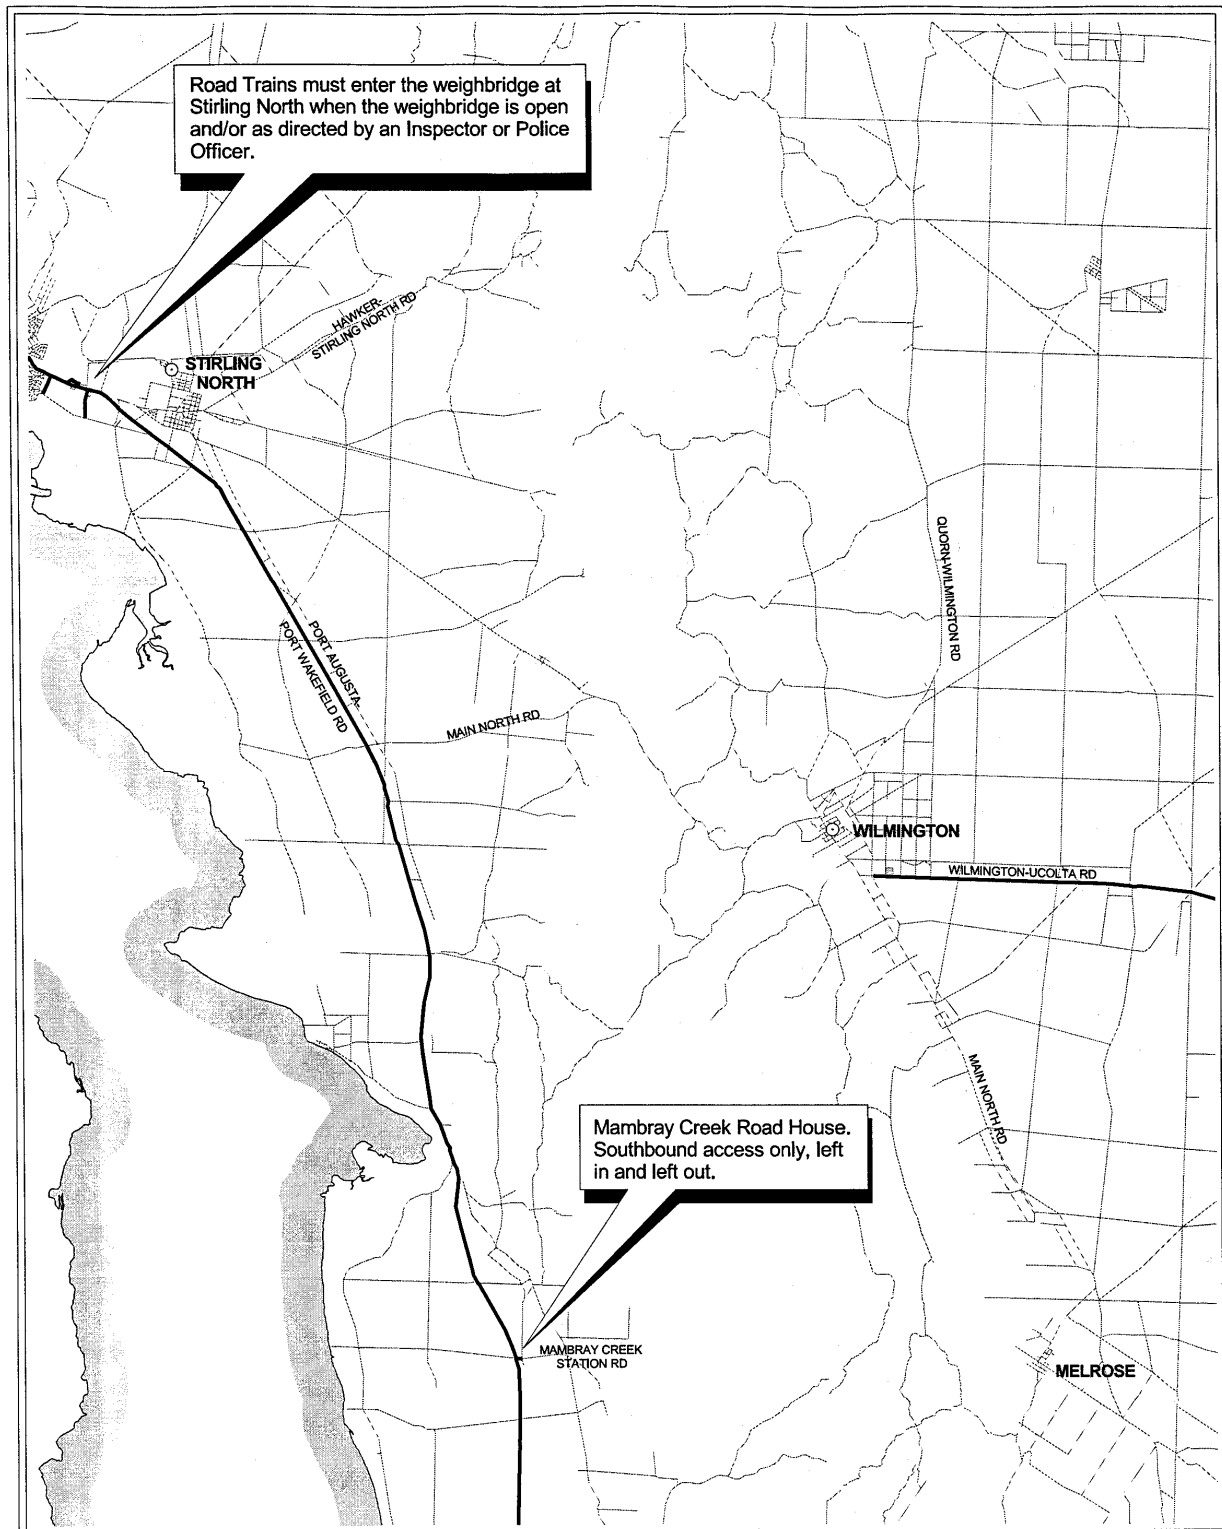 Road Trains must enter the weighbridge at
Stirling North when the weighbridge is open
and/or as directed by an Inspector or Police
Officer.
HAWKER-
STIRLING NORTH RD
STIRLING
NORTH
QUORN-WILMINGTON RD
PORT AUGUSTA-
PORT WAKEFIELD RD
MAIN NORTH RD
WILMINGTON
WILMINGTON-UCOLTA RD
MAIN NORTH RD
Mambray Creek Road House.
Southbound access only, left
in and left out.
MAMBRAY CREEK
STATION RD
MELROSE